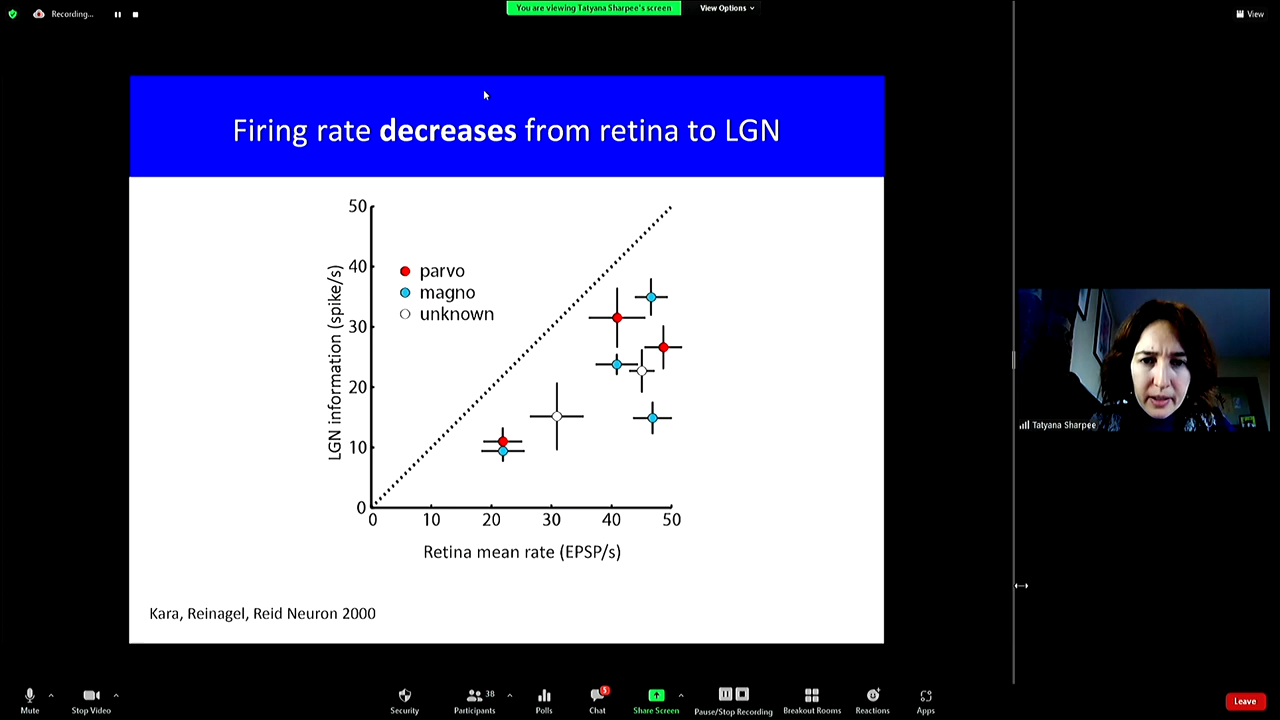 Recording...
You are viewing Tatyana Sharpee's screen
View Options
View
Firing rate decreases from retina to LGN
50
40
30
20
10
0
LGN information (spike/s)
parvo
magno
unknown
0 10 20 30 40 50
Retina mean rate (EPSP/s)
Kara, Reinagel, Reid Neuron 2000
Tatyana Sharpee
38
5
Mute
Stop Video
Security
Participants
Polls
Chat
Share Screen
Pause/Stop Recording
Breakout Rooms
Reactions
Apps
Leave